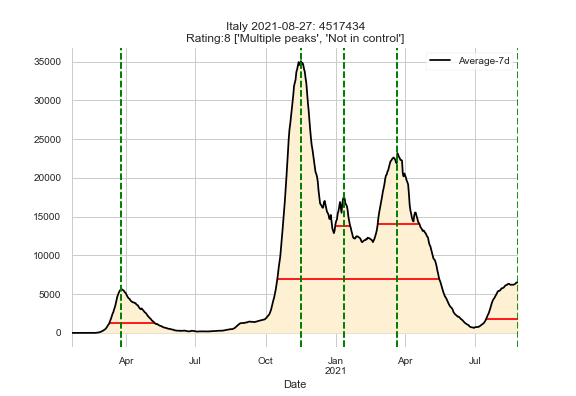 Italy 2021-08-27: 4517434
Rating:8 ['Multiple peaks', 'Not in control']
Average-7d
35000
30000
25000
20000
15000
10000
5000
0
Apr Jul Oct Jan Apr Jul
2021
Date